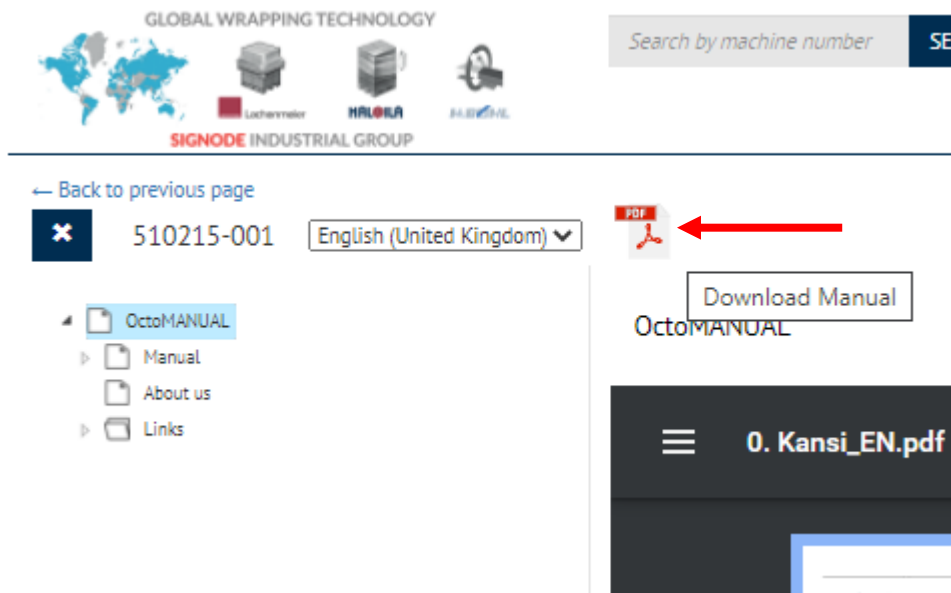 GLOBAL WRAPPING TECHNOLOGY
Lachenmeier
HALOILA
SIGNODE INDUSTRIAL GROUP
Search by machine number
SE
← Back to previous page
510215-001
English (United Kingdom)
PDF
Download Manual
OctoMANUAL
OctoMANUAL
Manual
About us
Links
0. Kansi_EN.pdf